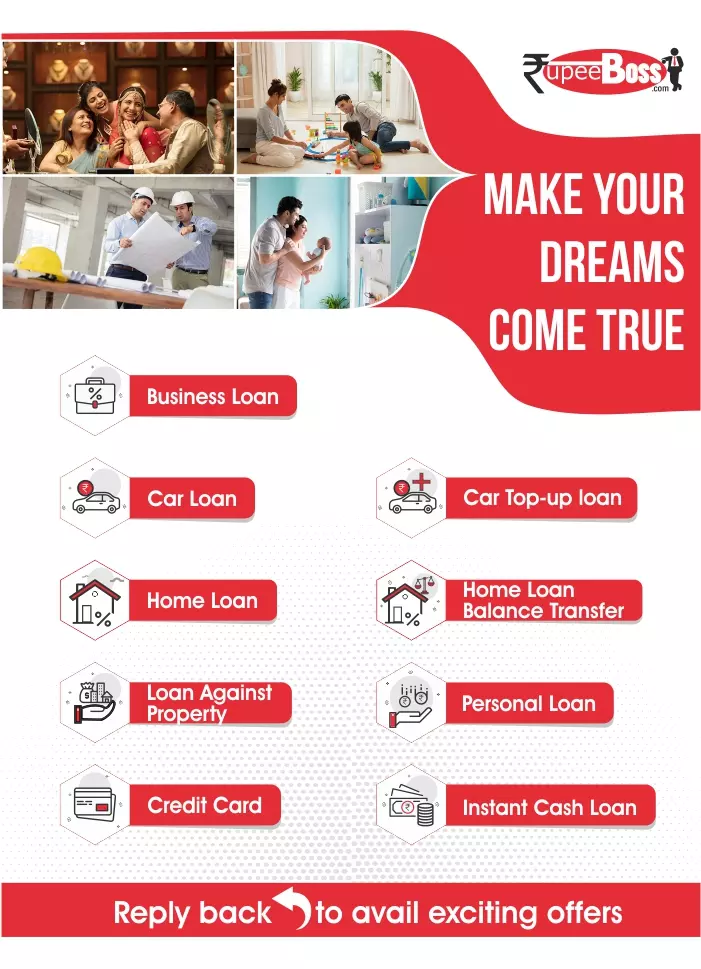 ₹upeeBoss
.com
MAKE YOUR
DREAMS
COME TRUE
Business Loan
Car Loan
Car Top-up loan
Home Loan
Home Loan
Balance Transfer
Loan Against
Property
Personal Loan
Credit Card
Instant Cash Loan
Reply back to avail exciting offers